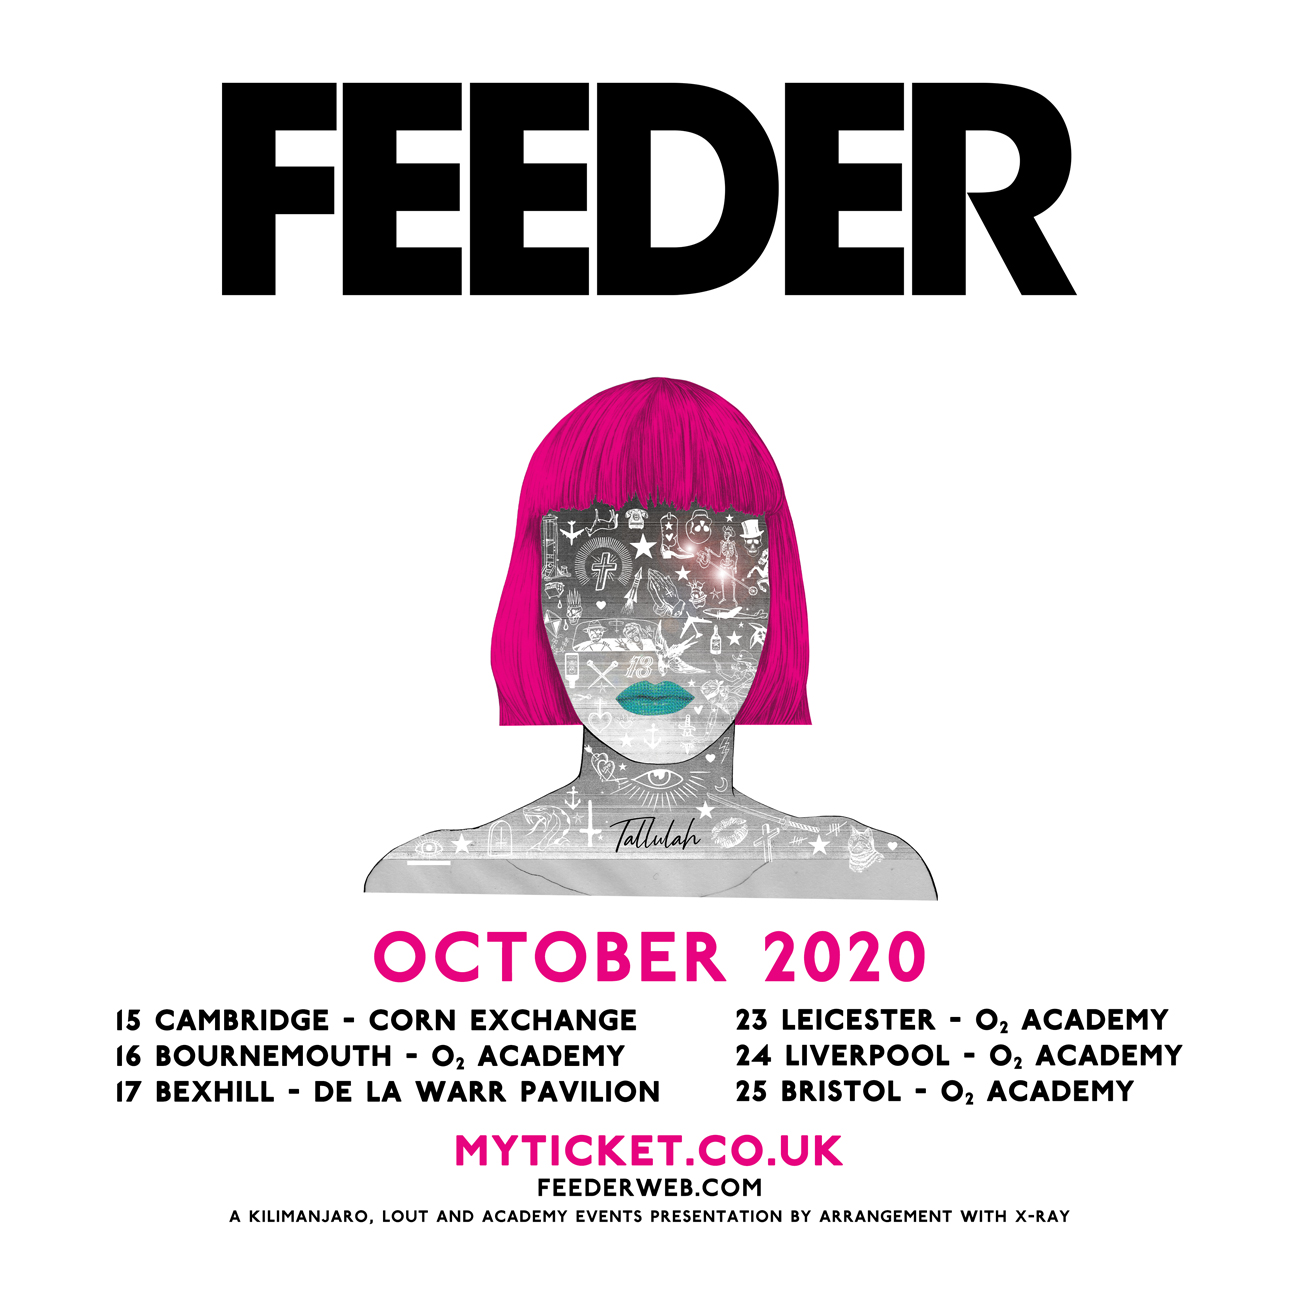 FEEDER
13
Tallulah
OCTOBER 2020
15 CAMBRIDGE - CORN EXCHANGE
16 BOURNEMOUTH - O₂ ACADEMY
17 BEXHILL - DE LA WARR PAVILION
23 LEICESTER - O₂ ACADEMY
24 LIVERPOOL - O₂ ACADEMY
25 BRISTOL - O₂ ACADEMY
MYTICKET.CO.UK
FEEDERWEB.COM
A KILIMANJARO, LOUT AND ACADEMY EVENTS PRESENTATION BY ARRANGEMENT WITH X-RAY